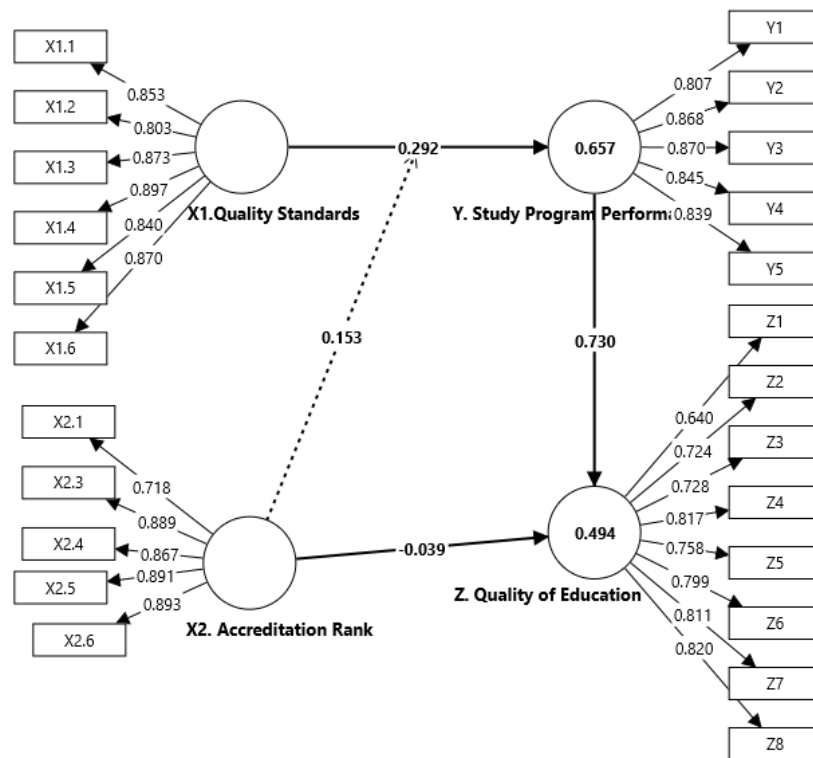 X1.1
X1.2
X1.3
X1.4
X1.5
X1.6
0.853
0.803
0.873
0.897
0.840
0.870
X1.Quality Standards
0.292
0.657
Y. Study Program Performa
0.807
0.868
0.870
0.845
0.839
Y1
Y2
Y3
Y4
Y5
0.153
0.730
X2.1
X2.3
X2.4
X2.5
X2.6
0.718
0.889
0.867
0.891
0.893
X2. Accreditation Rank
-0.039
0.494
Z. Quality of Education
0.640
0.724
0.728
0.817
0.758
0.799
0.811
0.820
Z1
Z2
Z3
Z4
Z5
Z6
Z7
Z8